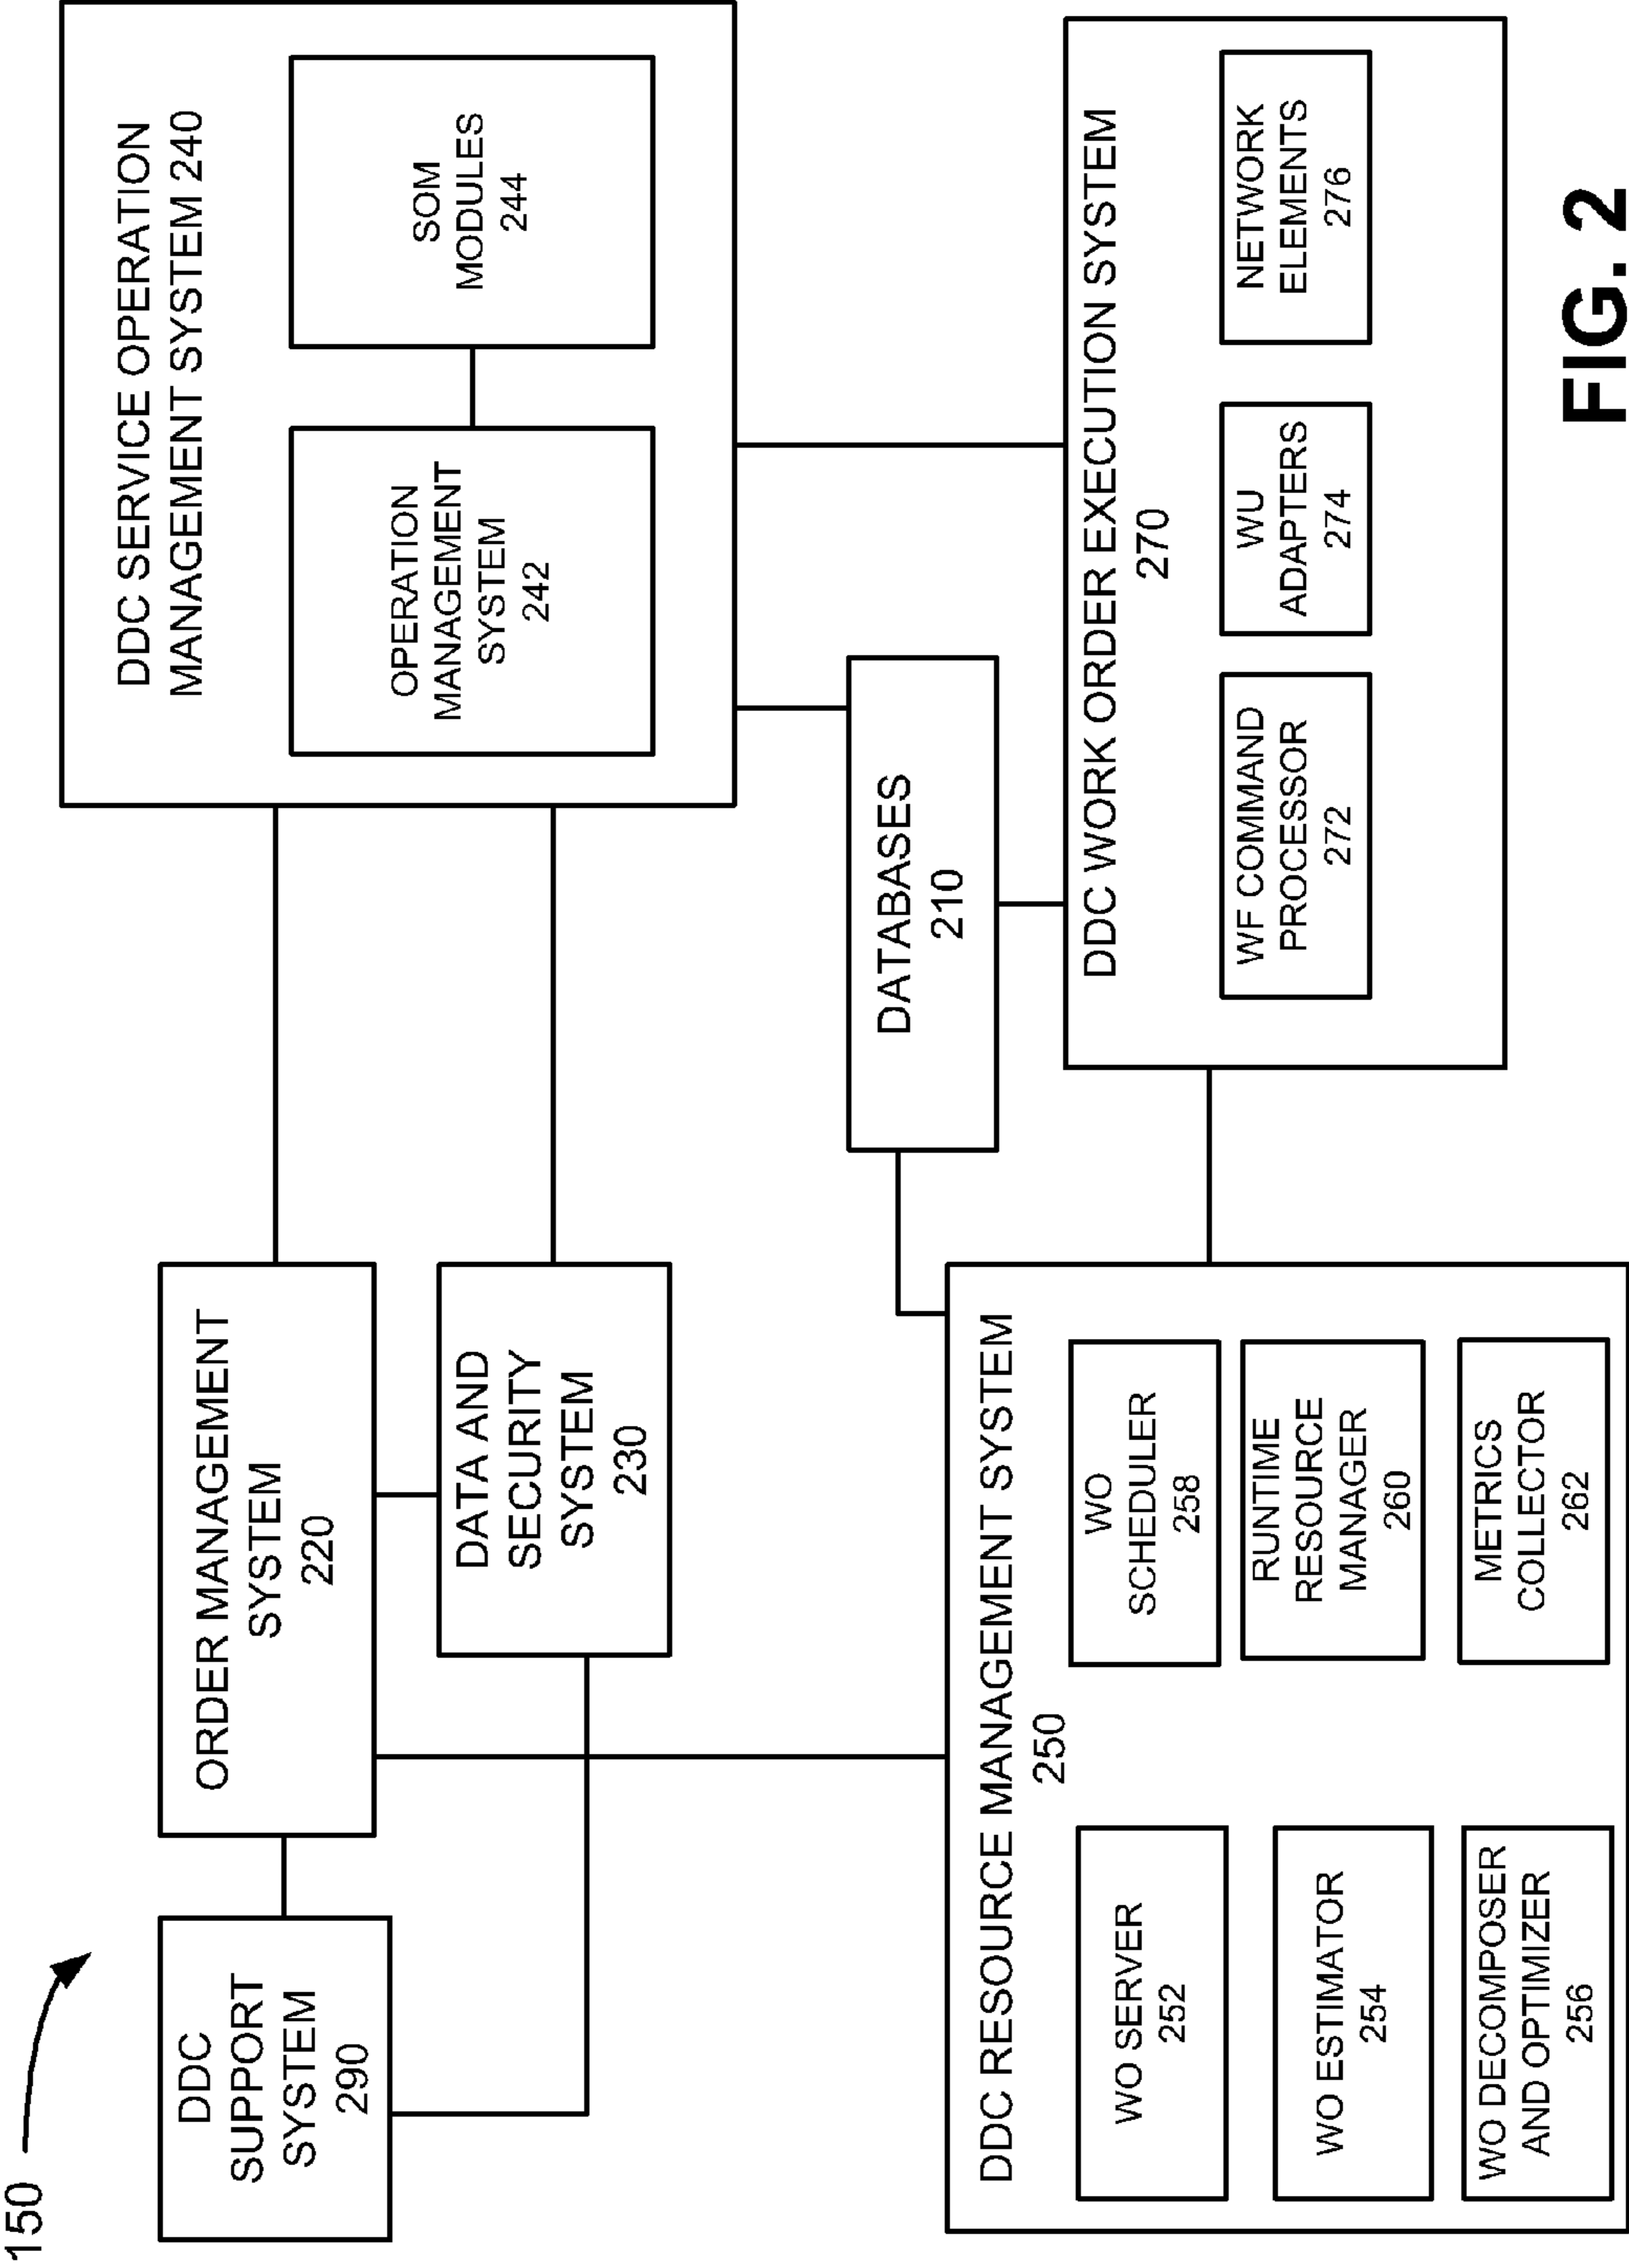 150
DDC
SUPPORT
SYSTEM
290
ORDER MANAGEMENT
SYSTEM
220
DATA AND
SECURITY
SYSTEM
230
DDC SERVICE OPERATION
MANAGEMENT SYSTEM 240
OPERATION
MANAGEMENT
SYSTEM
242
SOM
MODULES
244
DATABASES
210
DDC RESOURCE MANAGEMENT SYSTEM
250
WO SERVER
252
WO ESTIMATOR
254
WO DECOMPOSER
AND OPTIMIZER
256
WO
SCHEDULER
258
RUNTIME
RESOURCE
MANAGER
260
METRICS
COLLECTOR
262
DDC WORK ORDER EXECUTION SYSTEM
270
WF COMMAND
PROCESSOR
272
WU
ADAPTERS
274
NETWORK
ELEMENTS
276
FIG. 2